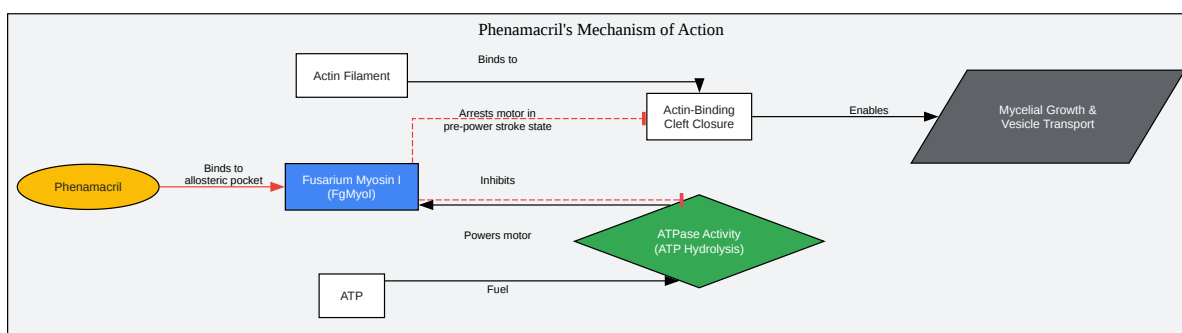 Phenamacril's Mechanism of Action
Actin Filament
Binds to
Arrests motor in
pre-power stroke state
Actin-Binding
Cleft Closure
Enables
Mycelial Growth &
Vesicle Transport
Phenamacril
Binds to
allosteric pocket
Fusarium Myosin I
(FgMyoI)
Inhibits
Powers motor
ATPase Activity
(ATP Hydrolysis)
ATP
Fuel